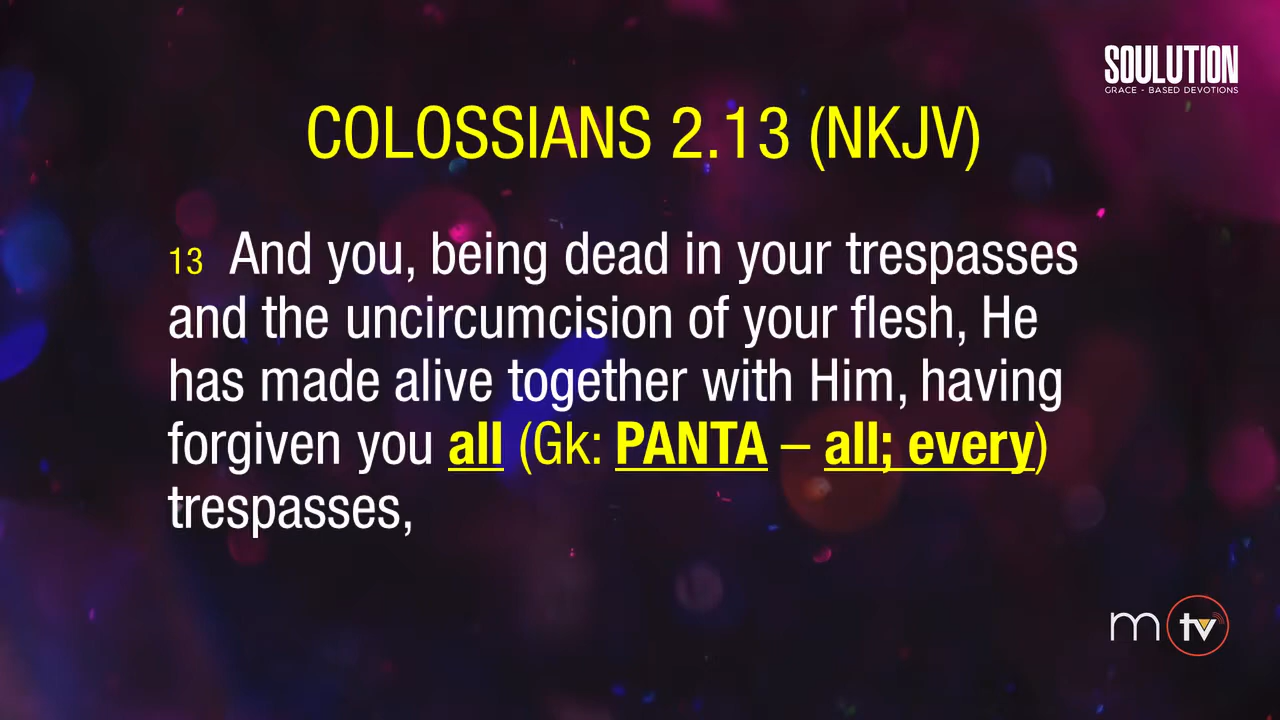 SOULUTION
GRACE - BASED DEVOTIONS
COLOSSIANS 2.13 (NKJV)
13 And you, being dead in your trespasses
and the uncircumcision of your flesh, He
has made alive together with Him, having
forgiven you all (Gk: PANTA – all; every)
trespasses,
m tv